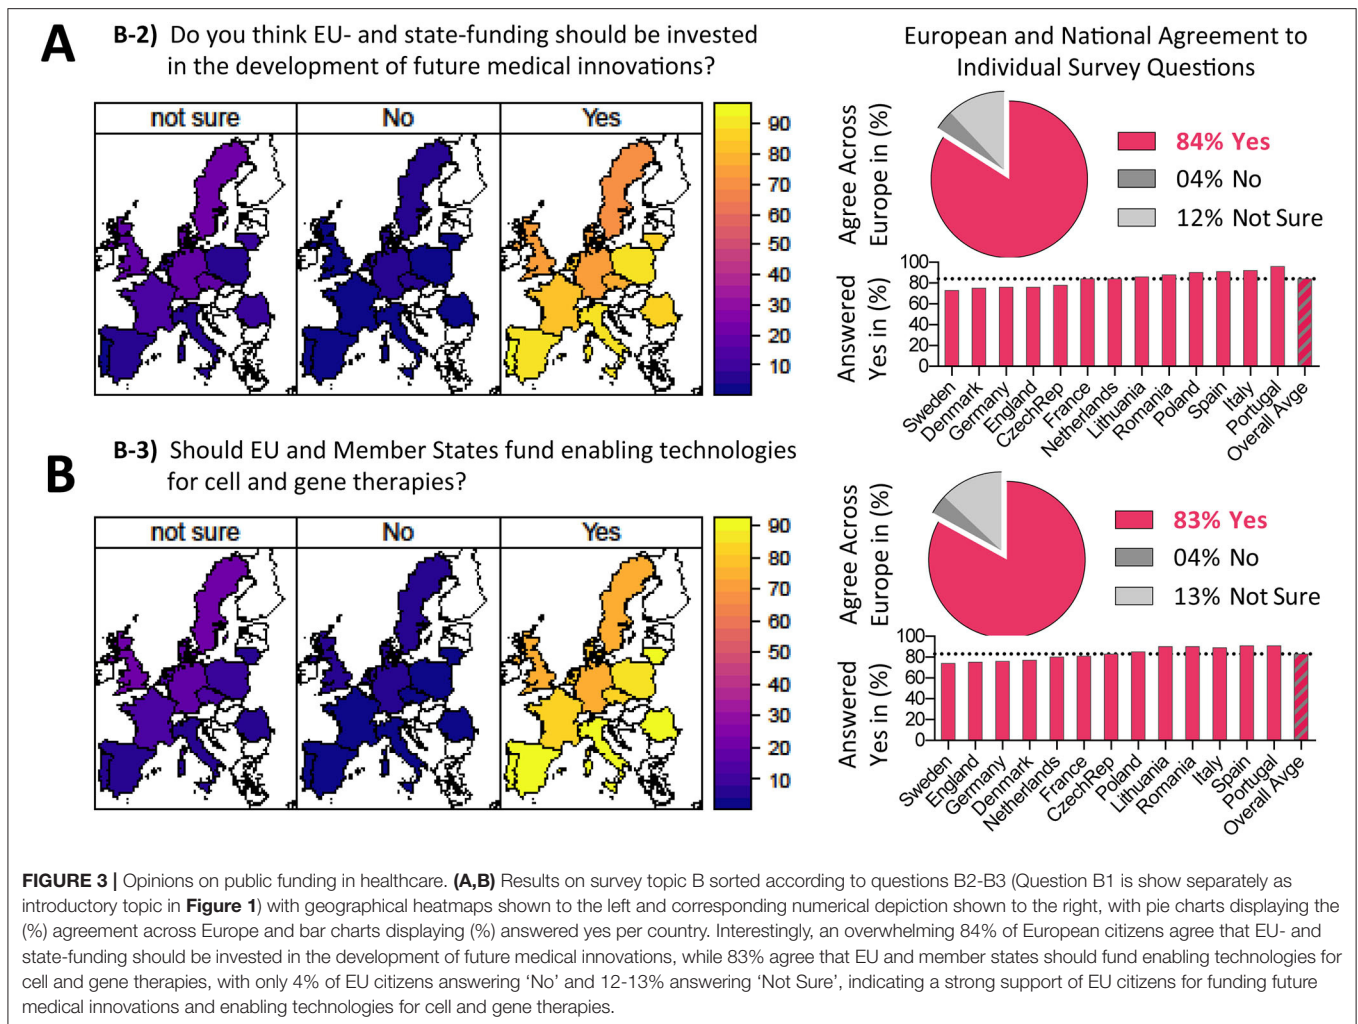 A
B-2) Do you think EU- and state-funding should be invested
in the development of future medical innovations?
not sure
No
Yes
90
80
70
60
50
40
30
20
10
European and National Agreement to
Individual Survey Questions
Agree Across
Europe in (%)
84% Yes
04% No
12% Not Sure
Answered
Yes in (%)
100
80
60
40
20
0
Sweden
Denmark
Germany
England
CzechRep
France
Netherlands
Lithuania
Romania
Poland
Spain
Italy
Portugal
Overall Avge
B
B-3) Should EU and Member States fund enabling technologies
for cell and gene therapies?
not sure
No
Yes
90
80
70
60
50
40
30
20
10
Agree Across
Europe in (%)
83% Yes
04% No
13% Not Sure
Answered
Yes in (%)
100
80
60
40
20
0
Sweden
England
Germany
Denmark
Netherlands
France
CzechRep
Poland
Lithuania
Romania
Italy
Spain
Portugal
Overall Avge
FIGURE 3 | Opinions on public funding in healthcare. (A,B) Results on survey topic B sorted according to questions B2-B3 (Question B1 is show separately as
introductory topic in Figure 1) with geographical heatmaps shown to the left and corresponding numerical depiction shown to the right, with pie charts displaying the
(%) agreement across Europe and bar charts displaying (%) answered yes per country. Interestingly, an overwhelming 84% of European citizens agree that EU- and
state-funding should be invested in the development of future medical innovations, while 83% agree that EU and member states should fund enabling technologies for
cell and gene therapies, with only 4% of EU citizens answering 'No' and 12-13% answering 'Not Sure', indicating a strong support of EU citizens for funding future
medical innovations and enabling technologies for cell and gene therapies.